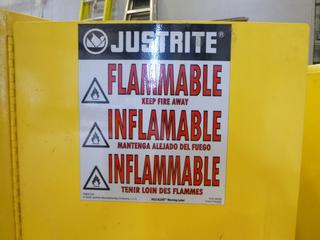 JUSTRITE®
FLAMMABLE
KEEP FIRE AWAY
INFLAMABLE
MANTENGA ALEJADO DEL FUEGO
INFLAMMABLE
TENIR LOIN DES FLAMMES